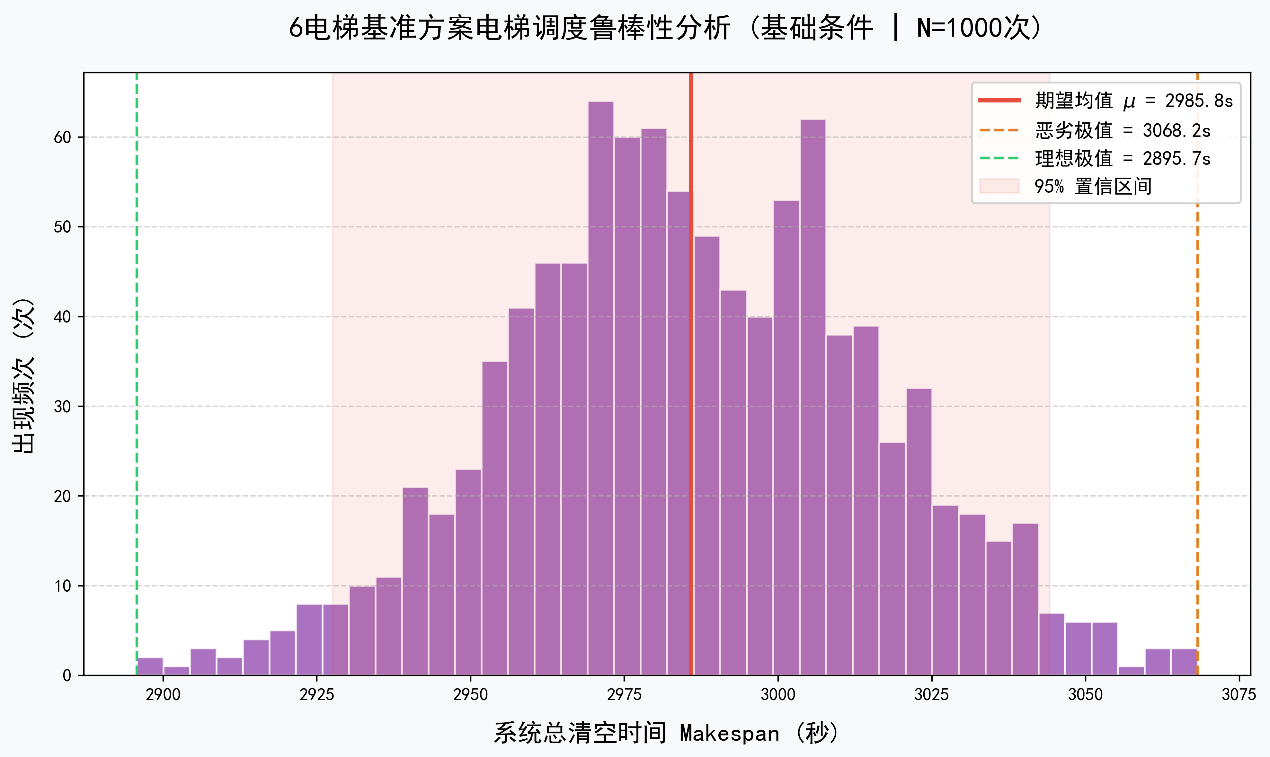 6电梯基准方案电梯调度鲁棒性分析 (基础条件 | N=1000次)
期望均值 μ = 2985.8s
恶劣极值 = 3068.2s
理想极值 = 2895.7s
95% 置信区间
出现频次 (次)
60
50
40
30
20
10
0
2900 2925 2950 2975 3000 3025 3050 3075
系统总清空时间 Makespan (秒)